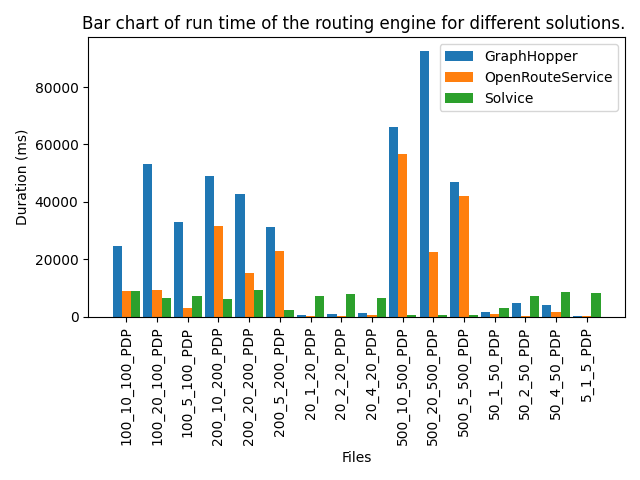 Bar chart of run time of the routing engine for different solutions.
GraphHopper
OpenRouteService
Solvice
Duration (ms)
80000
60000
40000
20000
0
100_10_100_PDP
100_20_100_PDP
100_5_100_PDP
200_10_200_PDP
200_20_200_PDP
200_5_200_PDP
20_1_20_PDP
20_2_20_PDP
20_4_20_PDP
500_10_500_PDP
500_20_500_PDP
500_5_500_PDP
50_1_50_PDP
50_2_50_PDP
50_4_50_PDP
5_1_5_PDP
Files